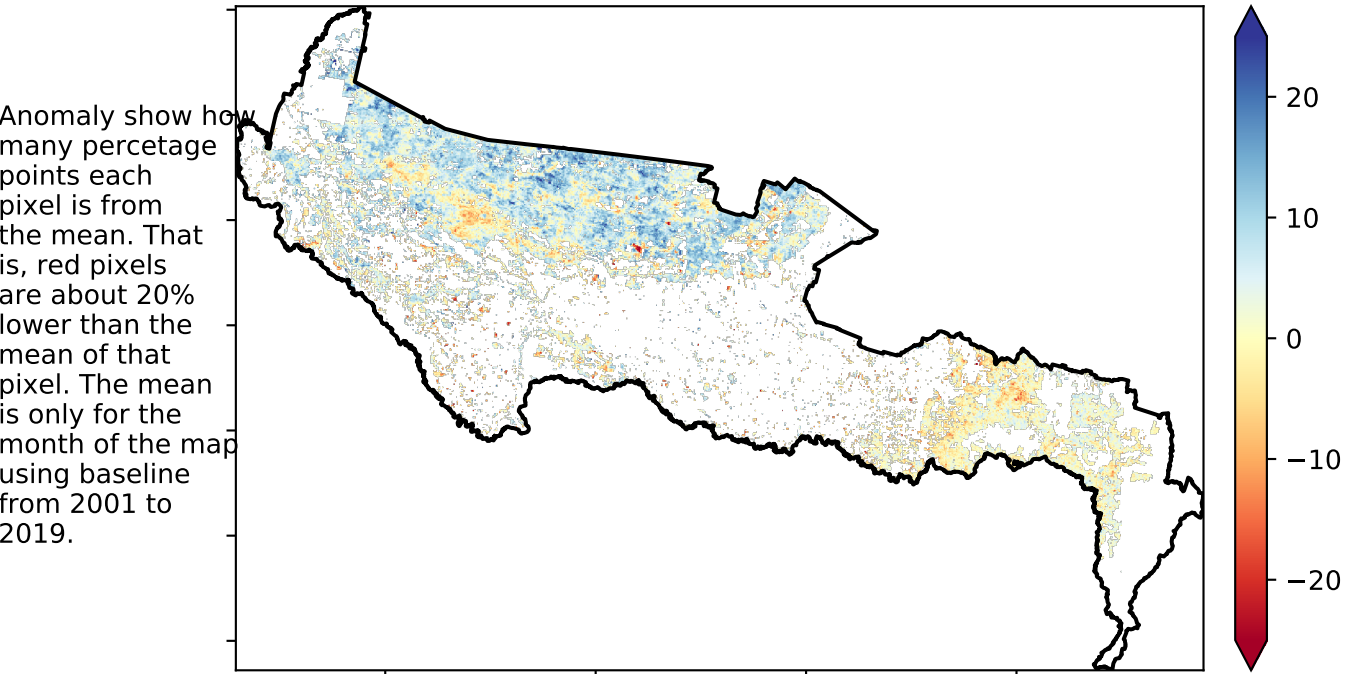 Anomaly show how
many percetage
points each
pixel is from
the mean. That
is, red pixels
are about 20%
lower than the
mean of that
pixel. The mean
is only for the
month of the map
using baseline
from 2001 to
2019.
20
10
0
−10
−20